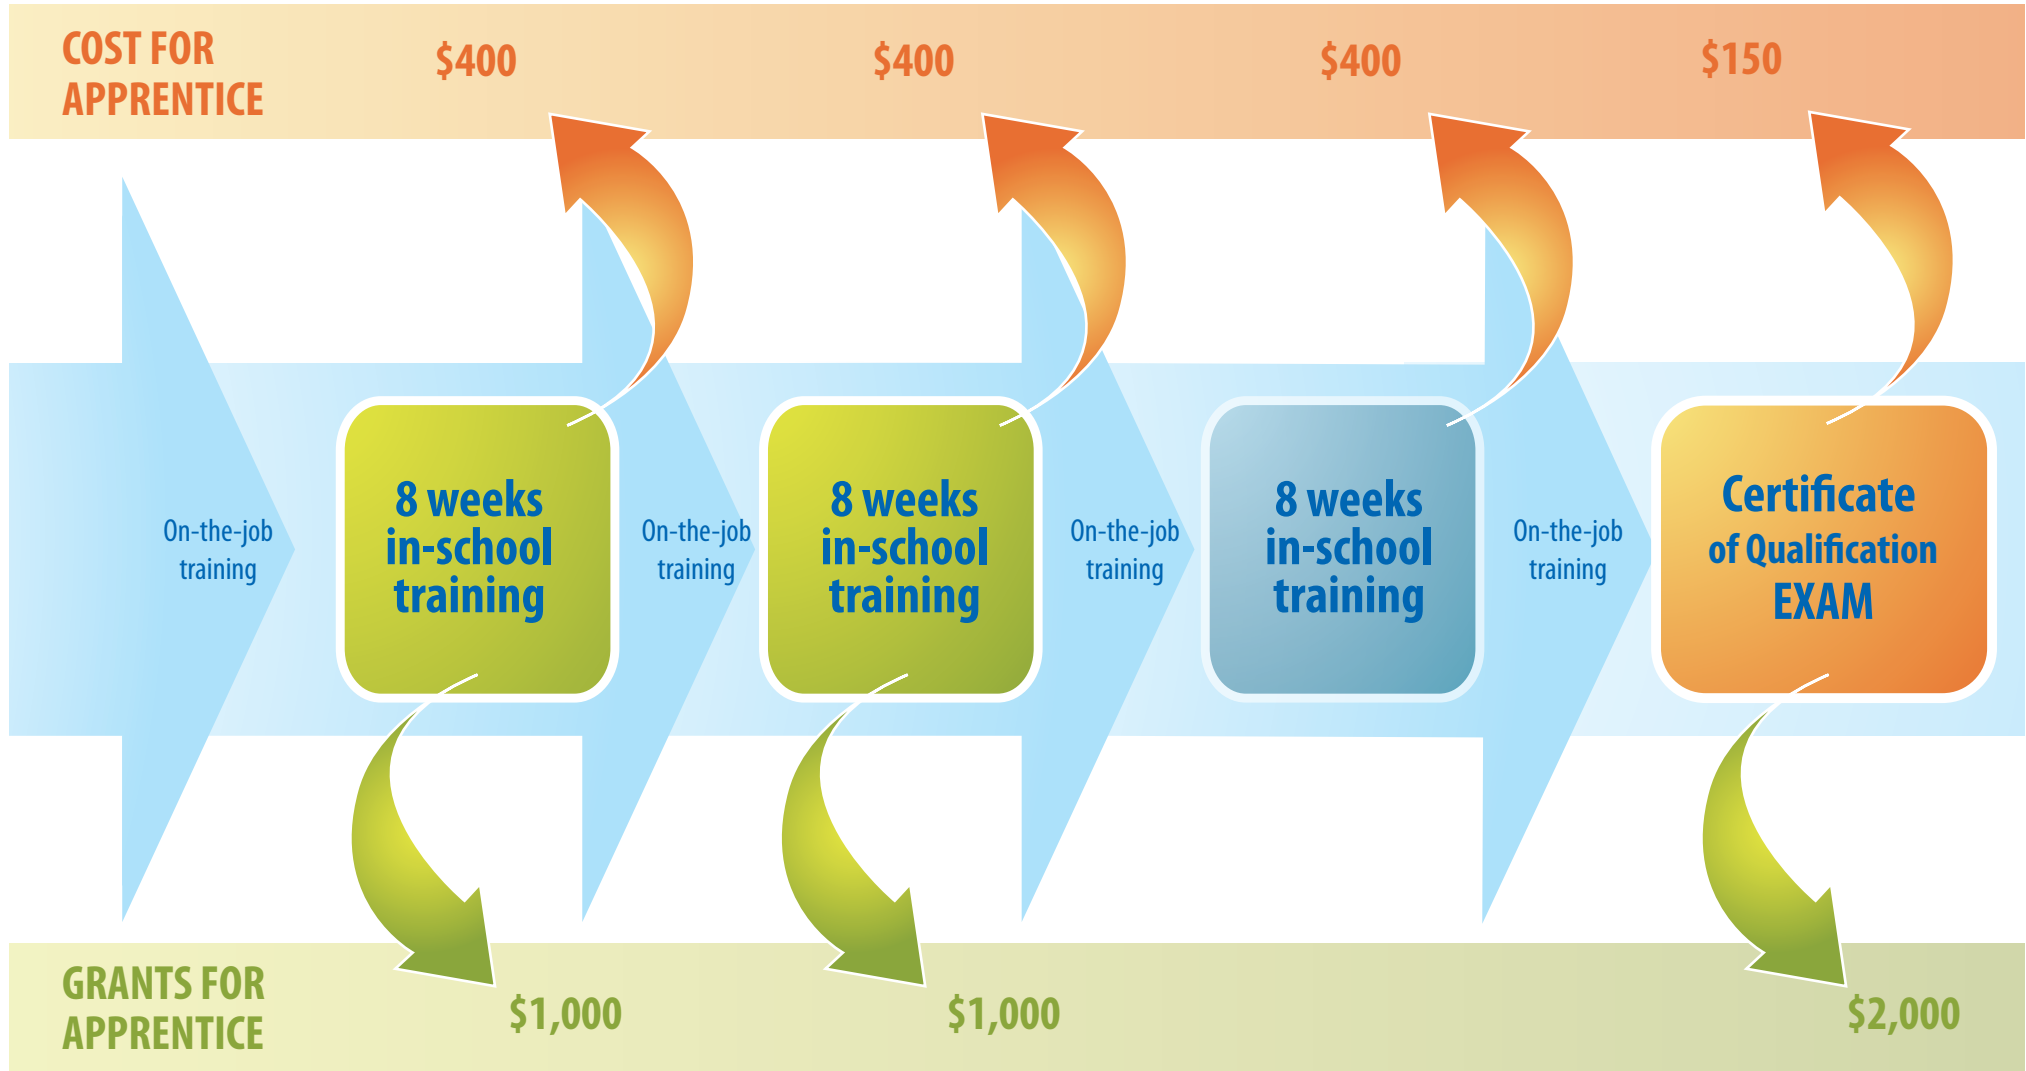 COST FOR
APPRENTICE
$400
$400
$400
$150
On-the-job
training
8 weeks
in-school
training
On-the-job
training
8 weeks
in-school
training
On-the-job
training
8 weeks
in-school
training
On-the-job
training
Certificate
of Qualification
EXAM
GRANTS FOR
APPRENTICE
$1,000
$1,000
$2,000